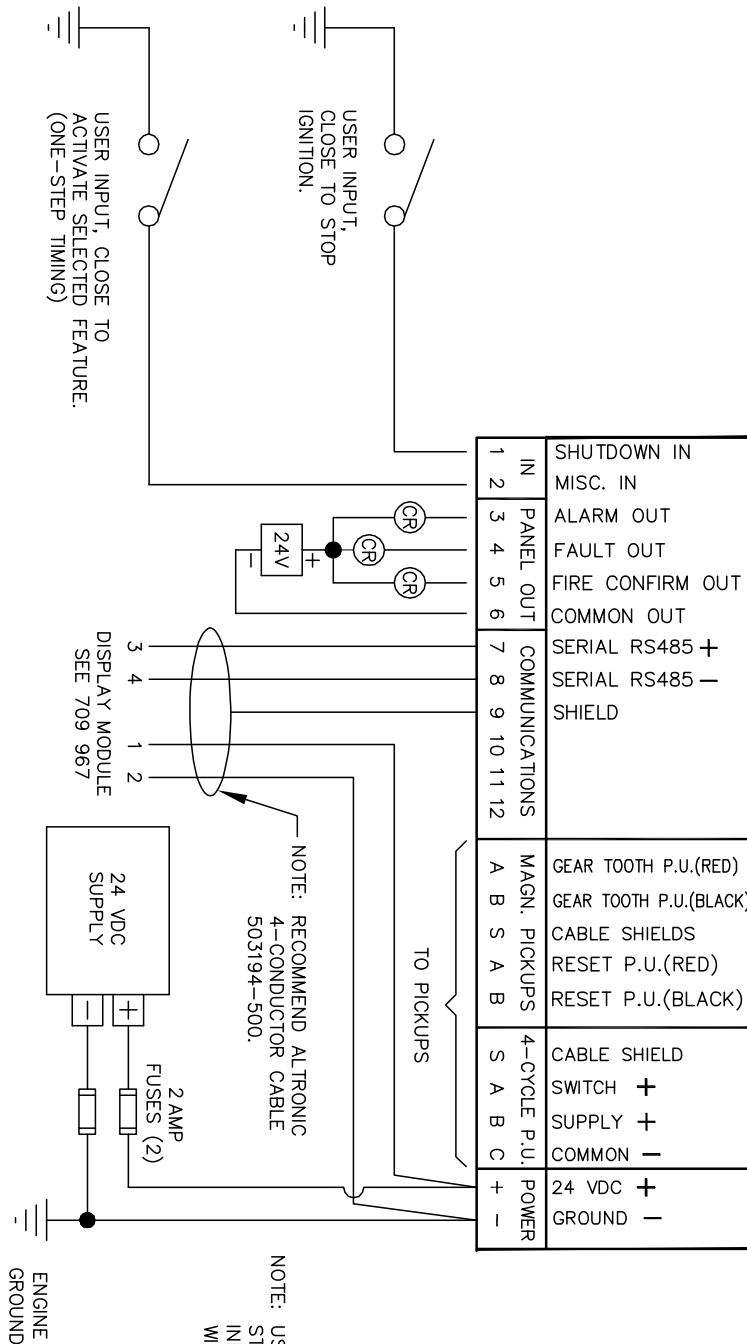 USER INPUT,
CLOSE TO STOP
IGNITION.
USER INPUT, CLOSE TO
ACTIVATE SELECTED FEATURE.
(ONE-STEP TIMING)
IN
PANEL OUT
COMMUNICATIONS
MAGN. PICKUPS
4-CYCLE P.U.
POWER
1 SHUTDOWN IN
2 MISC. IN
3 ALARM OUT
4 FAULT OUT
5 FIRE CONFIRM OUT
6 COMMON OUT
7 SERIAL RS485 +
8 SERIAL RS485 -
9 SHIELD
10
11
12
A GEAR TOOTH P.U.(RED)
B GEAR TOOTH P.U.(BLACK)
S CABLE SHIELDS
A RESET P.U.(RED)
B RESET P.U.(BLACK)
S CABLE SHIELD
A SWITCH +
B SUPPLY +
C COMMON -
+ 24 VDC +
- GROUND -
CR
CR
CR
24V
+
-
3
4
1
2
DISPLAY MODULE
SEE 709 967
NOTE: RECOMMEND ALTRONIC
4-CONDUCTOR CABLE
503194-500.
TO PICKUPS
24 VDC
SUPPLY
-
+
2 AMP
FUSES (2)
ENGINE
GROUND
NOTE:
IN